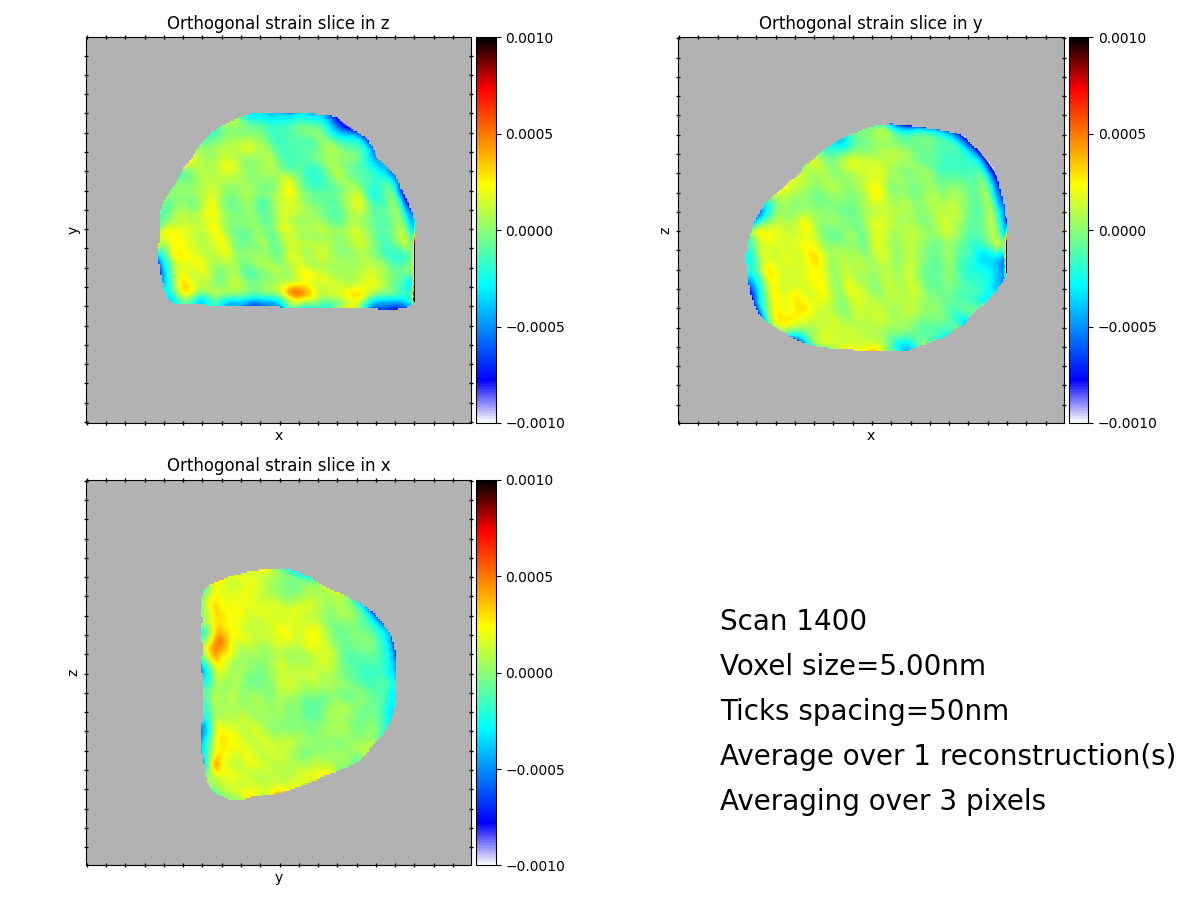 Orthogonal strain slice in z
0.0010
0.0005
0.0000
−0.0005
−0.0010
y
x
Orthogonal strain slice in y
0.0010
0.0005
0.0000
−0.0005
−0.0010
z
x
Orthogonal strain slice in x
0.0010
0.0005
0.0000
−0.0005
−0.0010
z
y
Scan 1400
Voxel size=5.00nm
Ticks spacing=50nm
Average over 1 reconstruction(s)
Averaging over 3 pixels